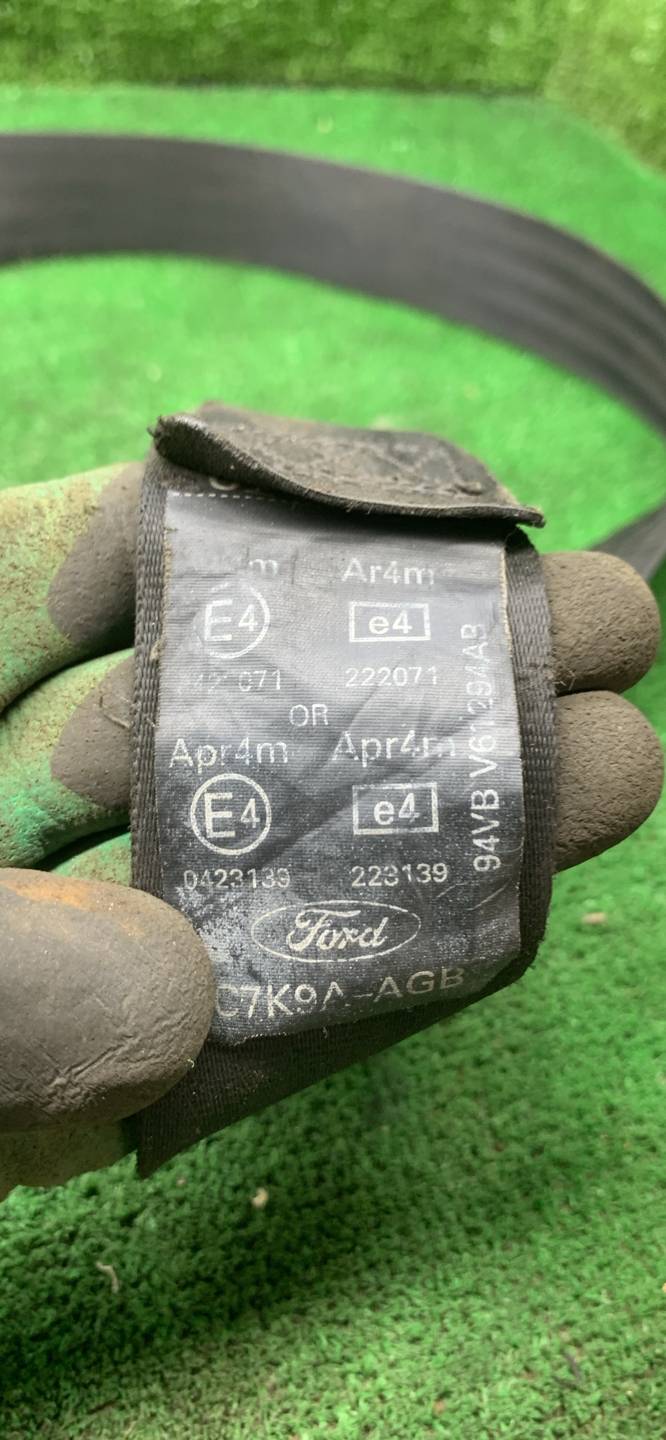 Ar4m
E4 e4
222071
OR
Apr4m Apr4m
E4 e4
0423139 223139
Ford
C7K9A-AGB
94VB V61294AB